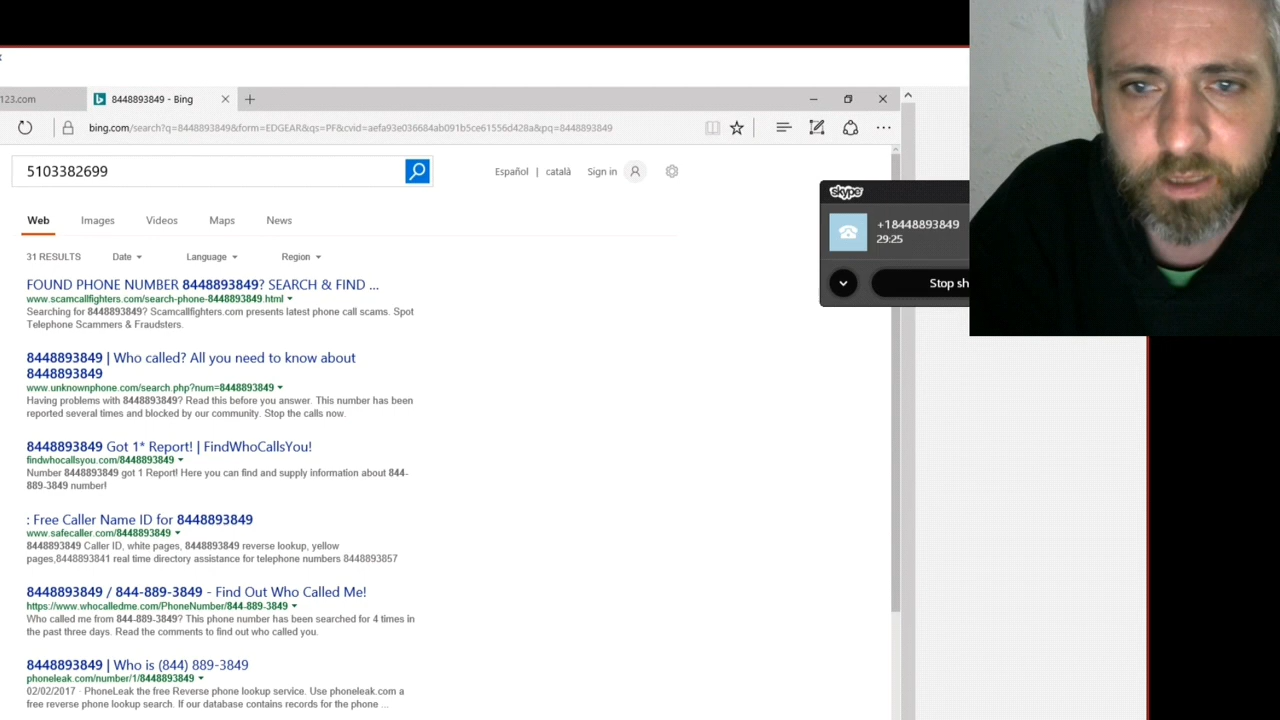 123.com
8448893849 - Bing
bing.com/search?q=8448893849&form=EDGEAR&qs=PF&cvid=aefa93e036684ab091b5ce61556d428a&pq=8448893849
5103382699
Español | català Sign in
Web Images Videos Maps News
31 RESULTS Date Language Region
FOUND PHONE NUMBER 8448893849? SEARCH & FIND ...
www.scamcallfighters.com/search-phone-8448893849.html
Searching for 8448893849? Scamcallfighters.com presents latest phone call scams. Spot
Telephone Scammers & Fraudsters.
8448893849 | Who called? All you need to know about
8448893849
www.unknownphone.com/search.php?num=8448893849
Having problems with 8448893849? Read this before you answer. This number has been
reported several times and blocked by our community. Stop the calls now.
8448893849 Got 1* Report! | FindWhoCallsYou!
findwhocallsyou.com/8448893849
Number 8448893849 got 1 Report! Here you can find and supply information about 844-
889-3849 number!
: Free Caller Name ID for 8448893849
www.safecaller.com/8448893849
8448893849 Caller ID, white pages, 8448893849 reverse lookup, yellow
pages,8448893841 real time directory assistance for telephone numbers 8448893857
8448893849 / 844-889-3849 - Find Out Who Called Me!
https://www.whocalledme.com/PhoneNumber/844-889-3849
Who called me from 844-889-3849? This phone number has been searched for 4 times in
the past three days. Read the comments to find out who called you.
8448893849 | Who is (844) 889-3849
phoneleak.com/number/1/8448893849
02/02/2017 · PhoneLeak the free Reverse phone lookup service. Use phoneleak.com a
free reverse phone lookup search. If our database contains records for the phone ...
skype
+18448893849
29:25
Stop sh